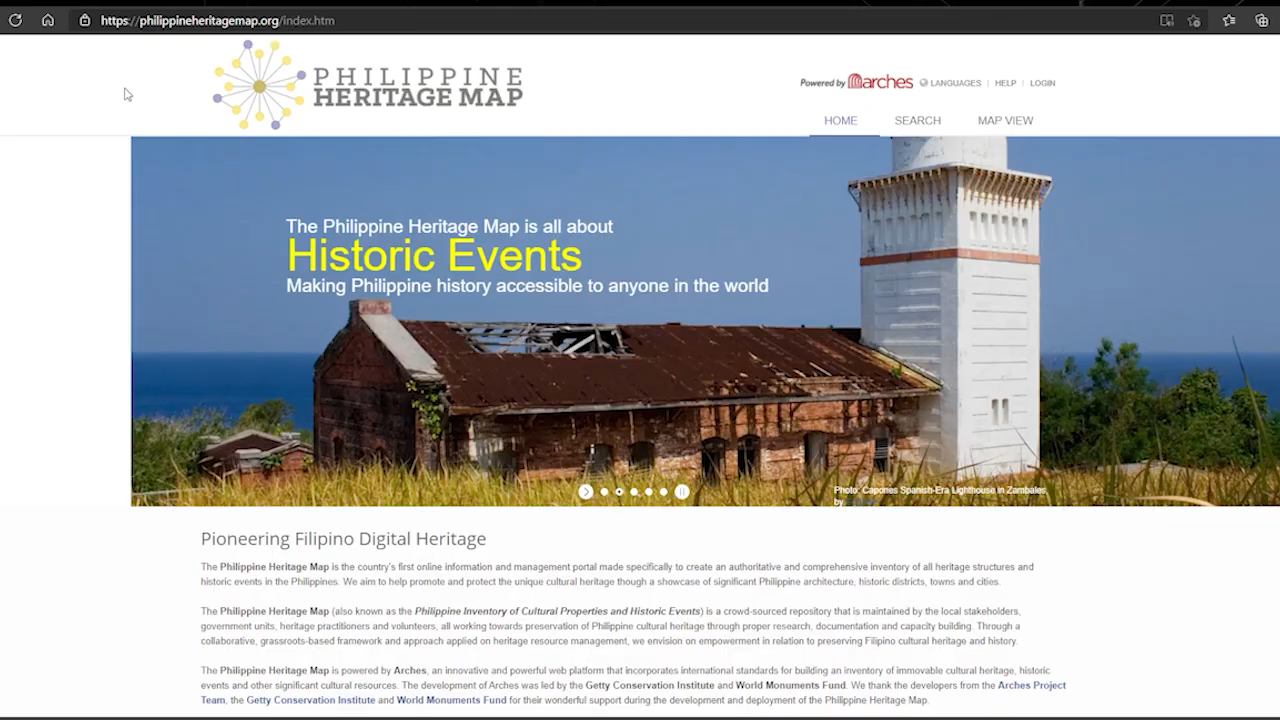 https://philippineheritagemap.org/index.htm
PHILIPPINE
HERITAGE MAP
Powered by arches LANGUAGES | HELP | LOGIN
HOME SEARCH MAP VIEW
The Philippine Heritage Map is all about
Historic Events
Making Philippine history accessible to anyone in the world
Photo: Capones Spanish-Era Lighthouse in Zambales,
by
Pioneering Filipino Digital Heritage
The Philippine Heritage Map is the country's first online information and management portal made specifically to create an authoritative and comprehensive inventory of all heritage structures and
historic events in the Philippines. We aim to help promote and protect the unique cultural heritage though a showcase of significant Philippine architecture, historic districts, towns and cities.
The Philippine Heritage Map (also known as the Philippine Inventory of Cultural Properties and Historic Events) is a crowd-sourced repository that is maintained by the local stakeholders,
government units, heritage practitioners and volunteers, all working towards preservation of Philippine cultural heritage through proper research, documentation and capacity building. Through a
collaborative, grassroots-based framework and approach applied on heritage resource management, we envision on empowerment in relation to preserving Filipino cultural heritage and history.
The Philippine Heritage Map is powered by Arches, an innovative and powerful web platform that incorporates international standards for building an inventory of immovable cultural heritage, historic
events and other significant cultural resources. The development of Arches was led by the Getty Conservation Institute and World Monuments Fund. We thank the developers from the Arches Project
Team, the Getty Conservation Institute and World Monuments Fund for their wonderful support during the development and deployment of the Philippine Heritage Map.